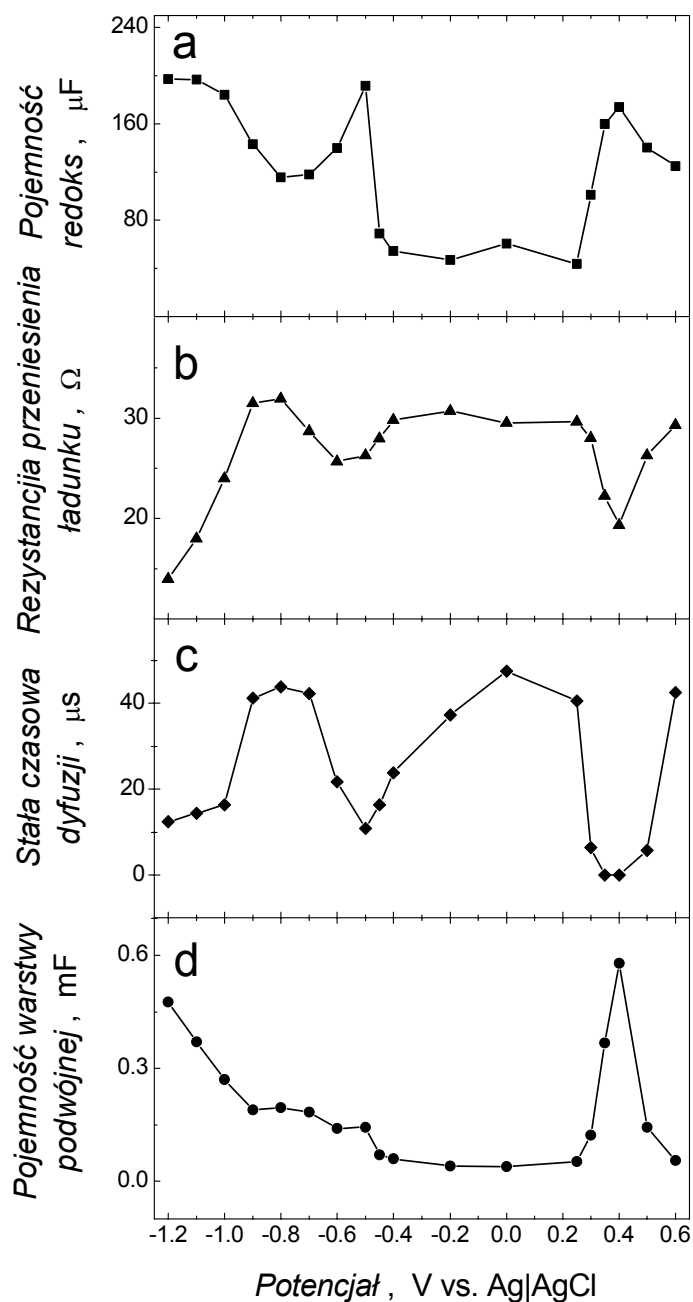 240
a
160
80
Pojemność
redoks , μF
b
30
20
Rezystancjia przeniesienia
ładunku , Ω
c
40
20
0
Stała czasowa
dyfuzji , μs
d
0.6
0.3
0.0
Pojemność warstwy
podwójnej , mF
-1.2 -1.0 -0.8 -0.6 -0.4 -0.2 0.0 0.2 0.4 0.6
Potencjał , V vs. Ag|AgCl